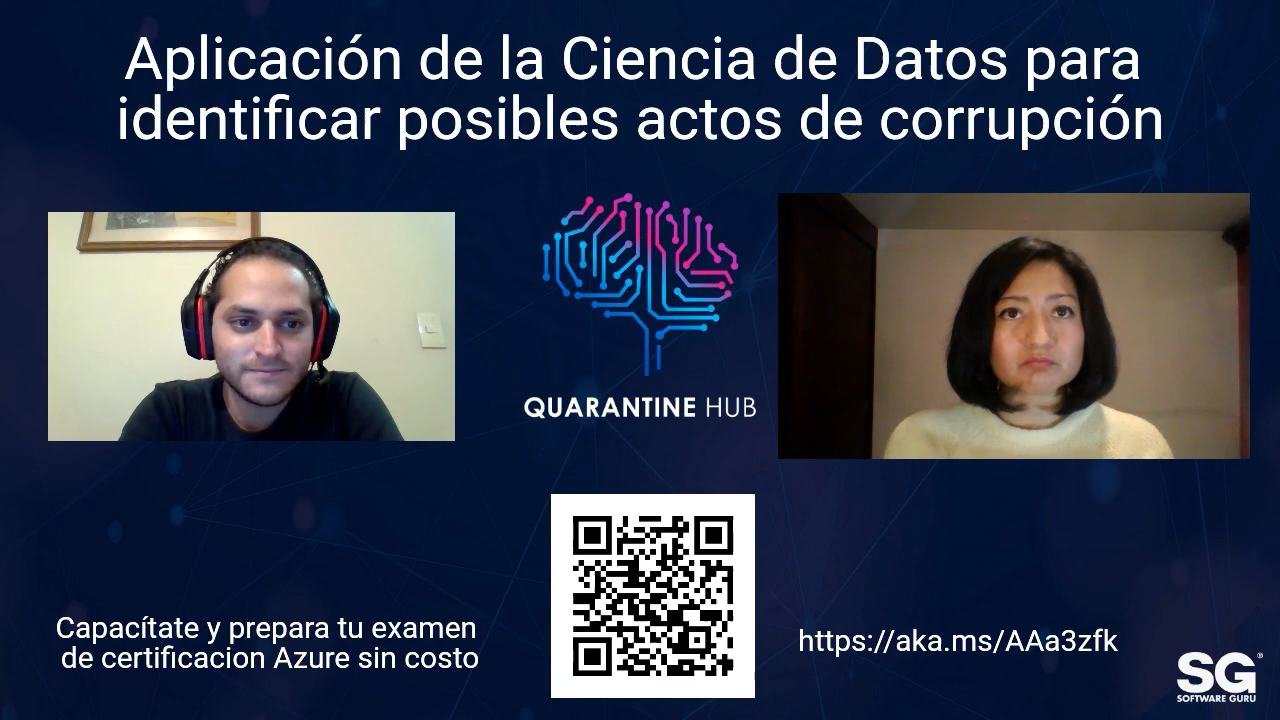 Aplicación de la Ciencia de Datos para
identificar posibles actos de corrupción
QUARANTINE HUB
Capacítate y prepara tu examen
de certificacion Azure sin costo
https://aka.ms/AAa3zfk
SG®
SOFTWARE GURU